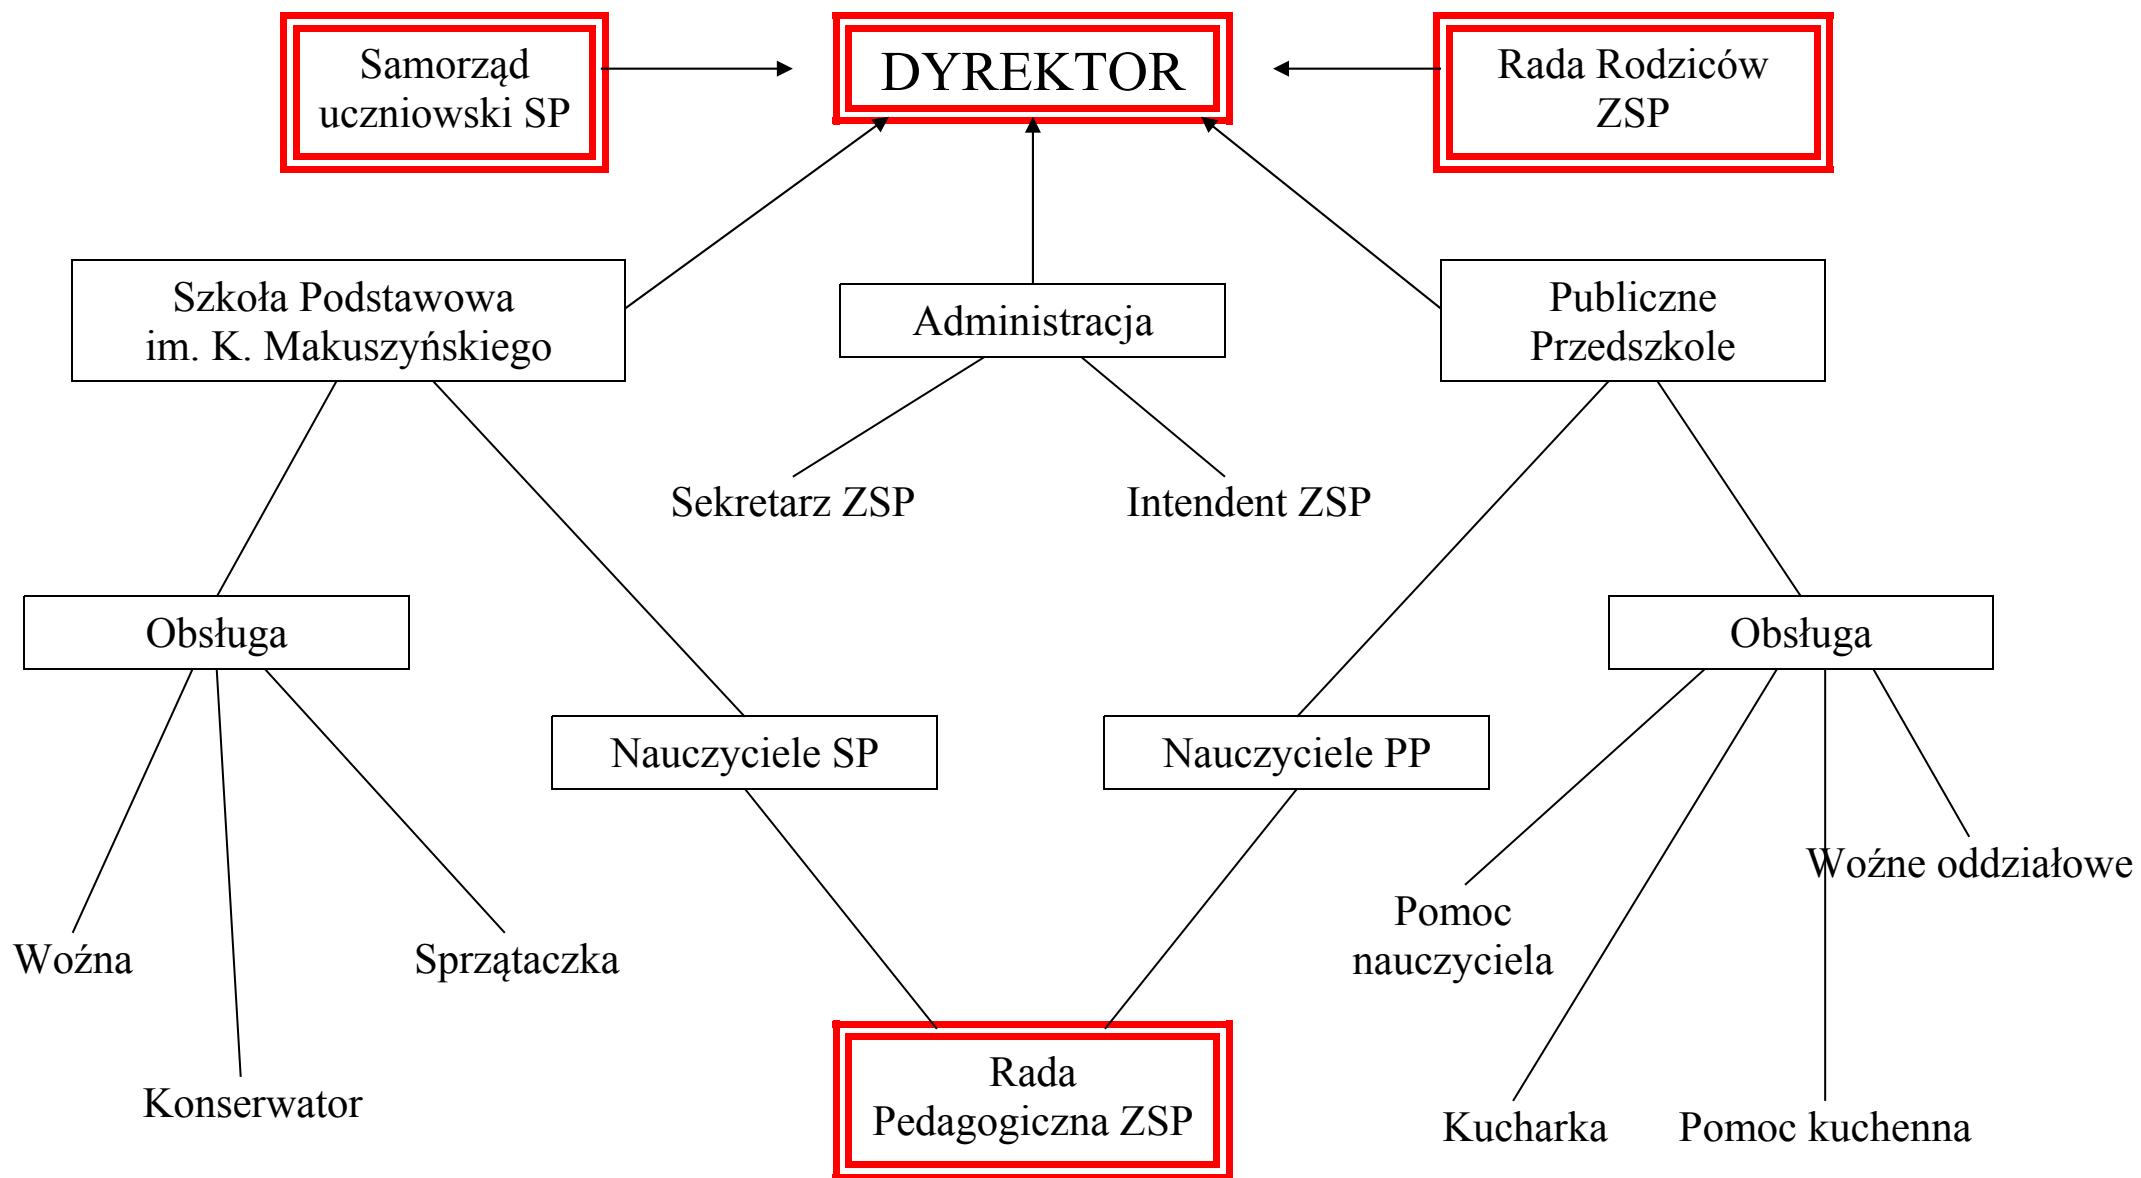 Samorząd
uczniowski SP
DYREKTOR
Rada Rodziców
ZSP
Szkoła Podstawowa
im. K. Makuszyńskiego
Administracja
Publiczne
Przedszkole
Sekretarz ZSP
Intendent ZSP
Obsługa
Obsługa
Nauczyciele SP
Nauczyciele PP
Woźne oddziałowe
Pomoc
nauczyciela
Woźna
Sprzątaczka
Konserwator
Rada
Pedagogiczna ZSP
Kucharka
Pomoc kuchenna